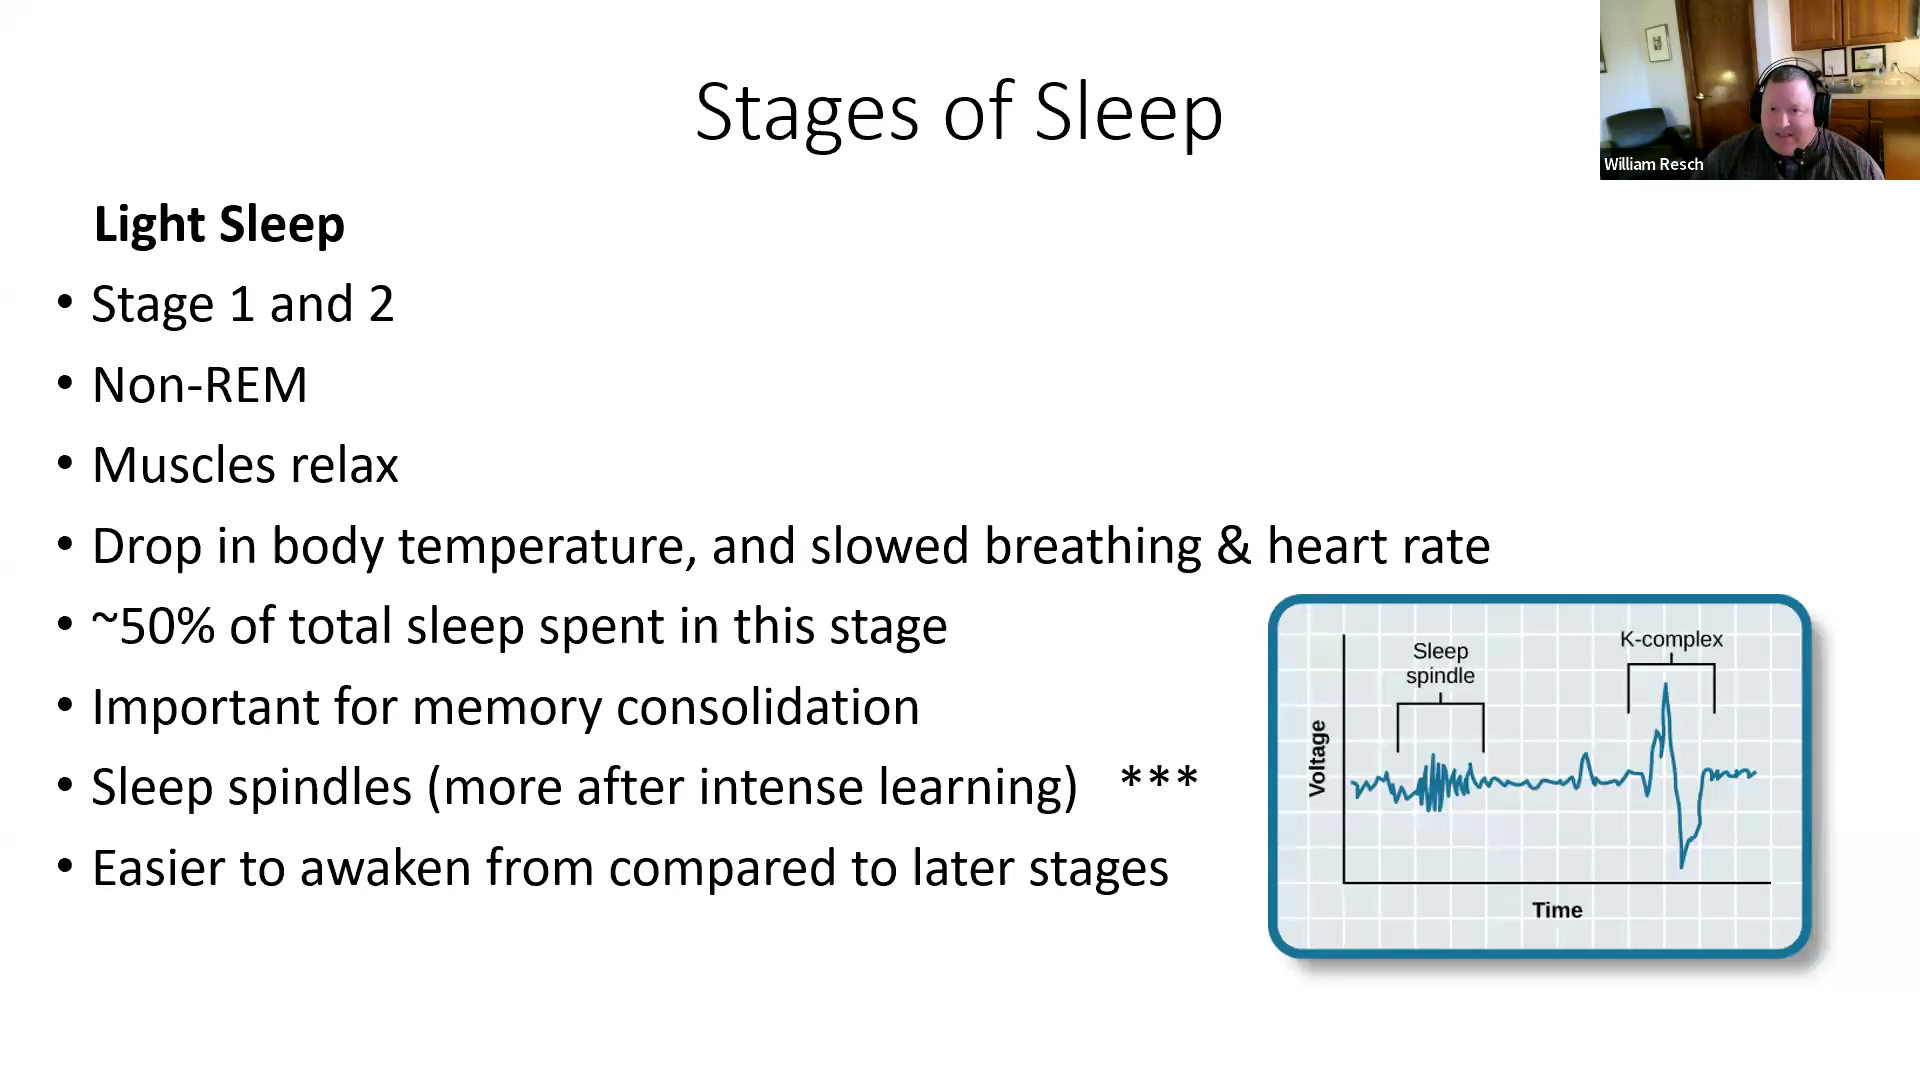 Stages of Sleep
William Resch
Light Sleep
• Stage 1 and 2
• Non-REM
• Muscles relax
• Drop in body temperature, and slowed breathing & heart rate
• ~50% of total sleep spent in this stage
• Important for memory consolidation
• Sleep spindles (more after intense learning) ***
• Easier to awaken from compared to later stages
Sleep
spindle
K-complex
Voltage
Time